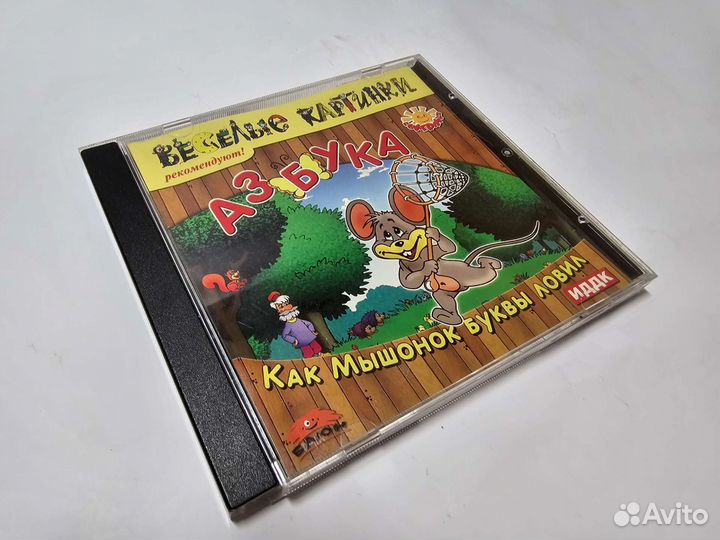 ВЕСЕЛЫЕ КАРТИНКИ
рекомендуют!
АЗБУКА
КАК МЫШОНОК БУКВЫ ЛОВИЛ
ИДДК
Avito